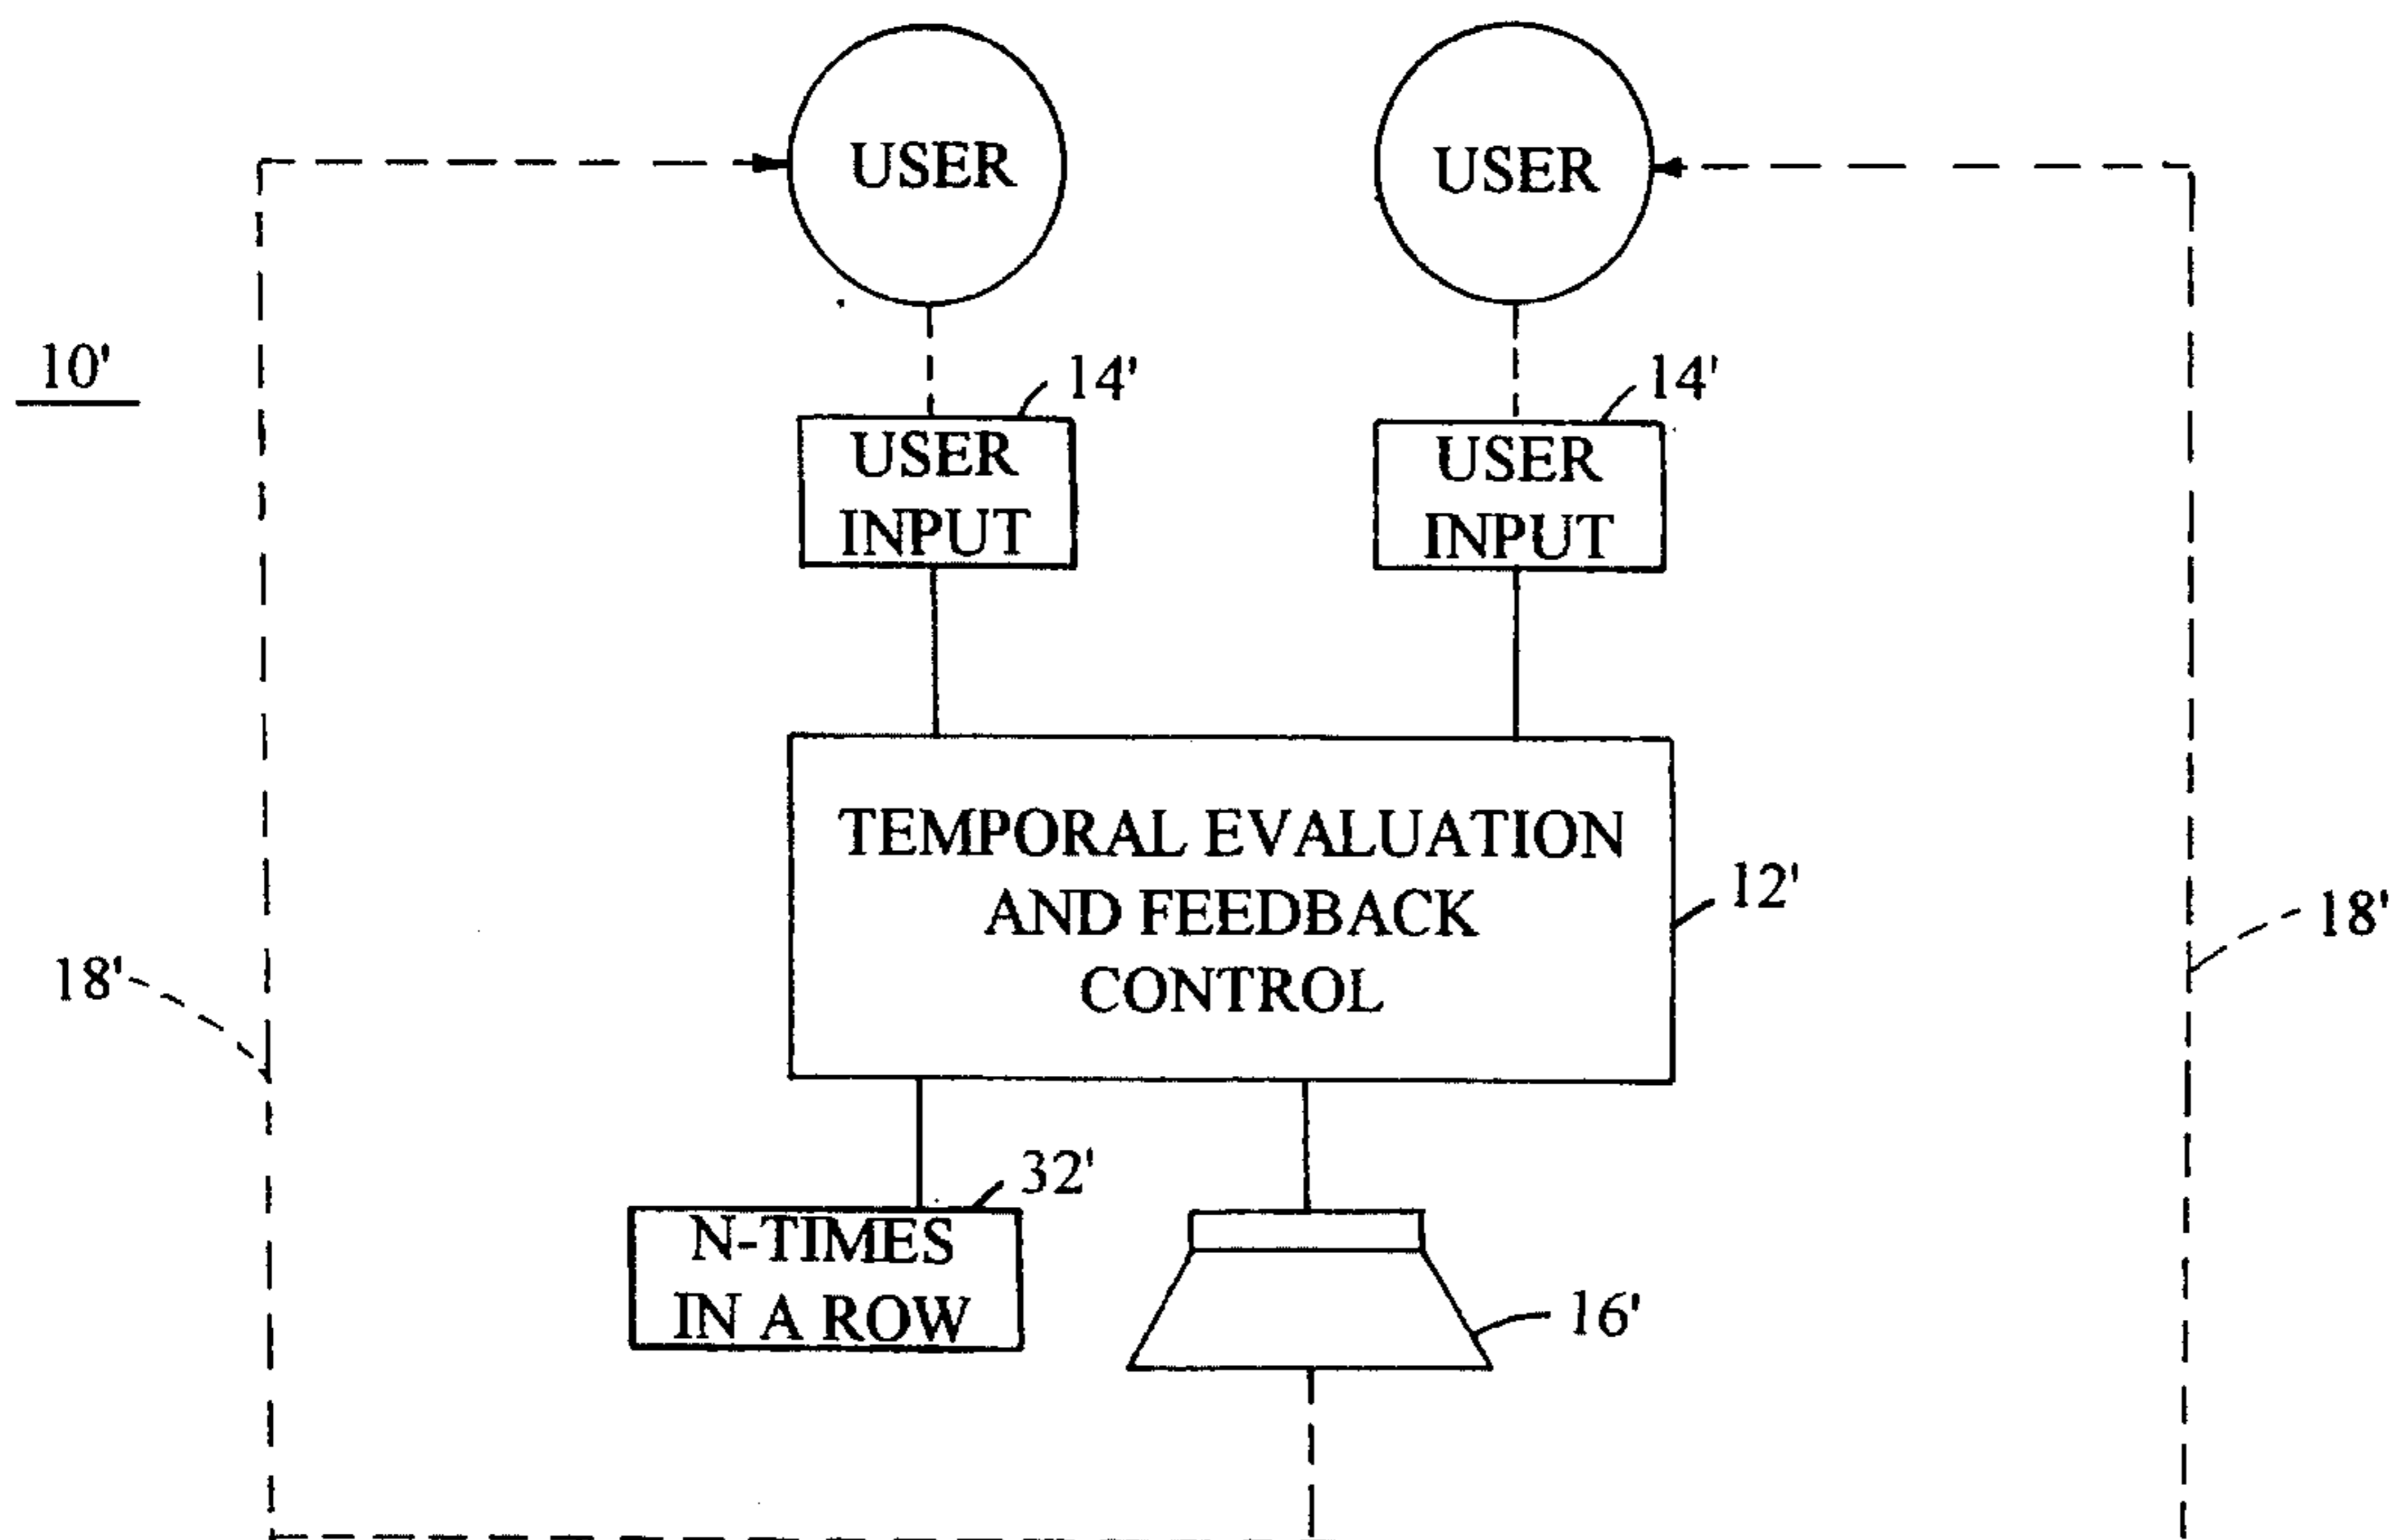 USER
USER
10'
14'
14'
USER
INPUT
USER
INPUT
TEMPORAL EVALUATION
AND FEEDBACK
CONTROL
12'
18'
18'
32'
N-TIMES
IN A ROW
16'